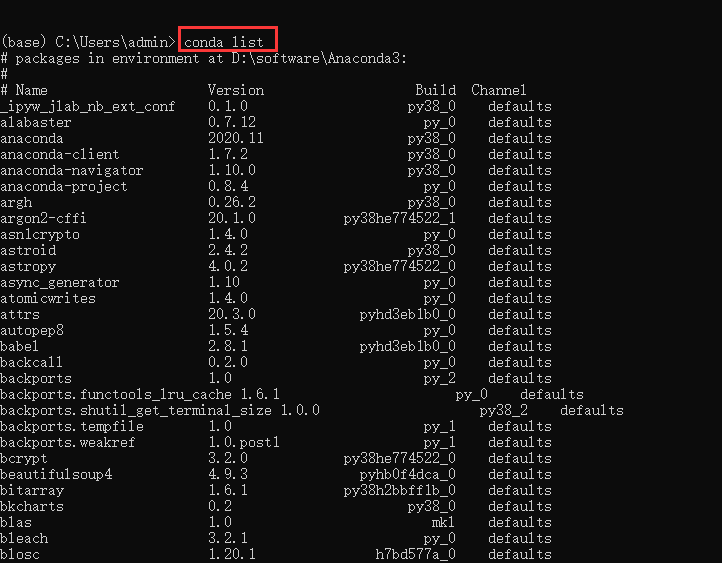 (base) C:\Users\admin> conda list
# packages in environment at D:\software\Anaconda3:
#
# Name                    Version                   Build  Channel
_ipyw_jlab_nb_ext_conf    0.1.0                    py38_0    defaults
alabaster                 0.7.12                     py_0    defaults
anaconda                  2020.11                  py38_0    defaults
anaconda-client           1.7.2                    py38_0    defaults
anaconda-navigator        1.10.0                   py38_0    defaults
anaconda-project          0.8.4                      py_0    defaults
argh                      0.26.2                   py38_0    defaults
argon2-cffi               20.1.0           py38he774522_1    defaults
asn1crypto                1.4.0                      py_0    defaults
astroid                   2.4.2                    py38_0    defaults
astropy                   4.0.2            py38he774522_0    defaults
async_generator           1.10                       py_0    defaults
atomicwrites              1.4.0                      py_0    defaults
attrs                     20.3.0             pyhd3eb1b0_0    defaults
autopep8                  1.5.4                      py_0    defaults
babel                     2.8.1              pyhd3eb1b0_0    defaults
backcall                  0.2.0                      py_0    defaults
backports                 1.0                        py_2    defaults
backports.functools_lru_cache 1.6.1                      py_0    defaults
backports.shutil_get_terminal_size 1.0.0                    py38_2    defaults
backports.tempfile        1.0                        py_1    defaults
backports.weakref         1.0.post1                  py_1    defaults
bcrypt                    3.2.0            py38he774522_0    defaults
beautifulsoup4            4.9.3              pyhb0f4dca_0    defaults
bitarray                  1.6.1            py38h2bbff1b_0    defaults
bkcharts                  0.2                      py38_0    defaults
blas                      1.0                         mkl    defaults
bleach                    3.2.1                      py_0    defaults
blosc                     1.20.1               h7bd577a_0    defaults